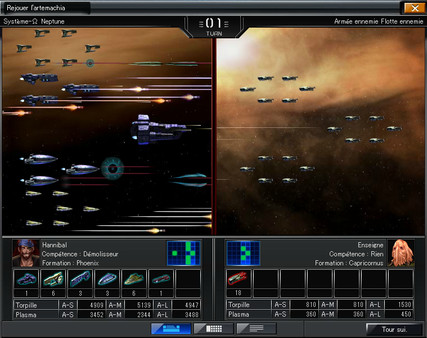 Rejouer l'artemachia
Système-Ω Neptune
01
TURN
Armée ennemie Flotte ennemie
Hannibal
Compétence : Démolisseur
Formation : Phoenix
Enseigne
Compétence : Rien
Formation : Capricornus
1 6 3 3 6 1
18
Torpille A-S 4989 A-M 5139 A-L 4947
Plasma A-S 3452 A-M 2344 A-L 3488
Torpille A-S 810 A-M 810 A-L 1530
Plasma A-S 360 A-M 360 A-L 450
Tour sui.